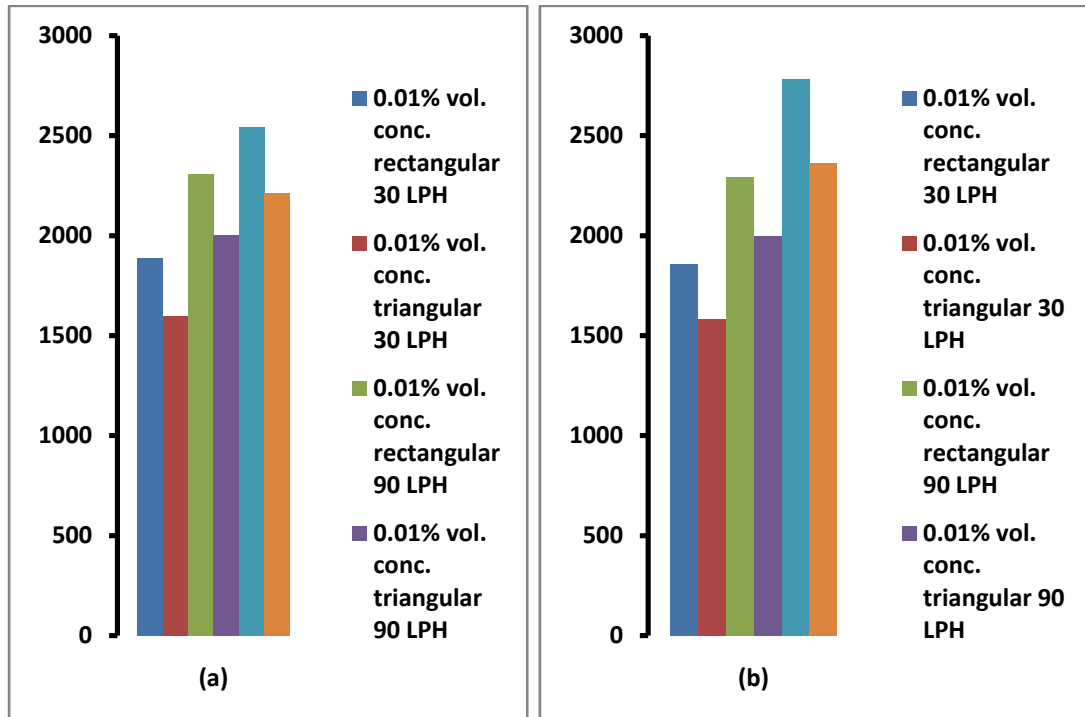 3000
2500
2000
1500
1000
500
0
0.01% vol.
conc.
rectangular
30 LPH
0.01% vol.
conc.
triangular
30 LPH
0.01% vol.
conc.
rectangular
90 LPH
0.01% vol.
conc.
triangular
90 LPH
(a)
3000
2500
2000
1500
1000
500
0
0.01% vol.
conc.
rectangular
30 LPH
0.01% vol.
conc.
triangular 30
LPH
0.01% vol.
conc.
rectangular
90 LPH
0.01% vol.
conc.
triangular 90
LPH
(b)